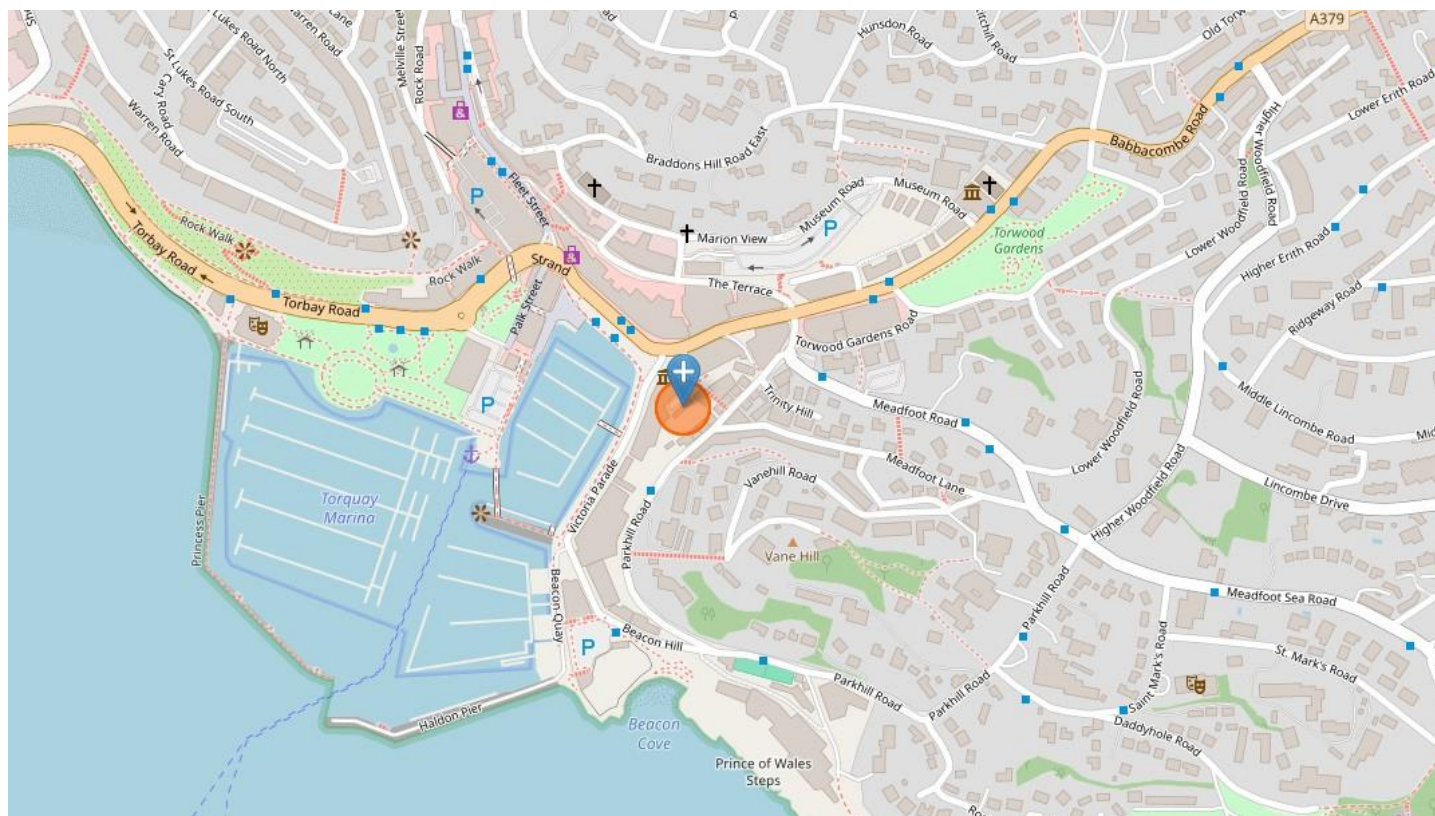 A379
St Lukes Road North
Warren Road
Melville Street
Rock Road
Hunsdon Road
Cary Road
St Lukes Road South
Warren Road
Babbacombe Road
Higher Woodfield Road
Lower Erith Road
Braddons Hill Road East
Fleet Street
P
Museum Road
Museum Road
P
Marion View
Torwood
Gardens
Lower Woodfield Road
Higher Erith Road
Rock Walk
Torbay Road
Rock Walk
Strand
The Terrace
Torbay Road
Palk Street
Torwood Gardens Road
Ridgeway Road
P
Trinity Hill
Meadfoot Road
Lower Woodfield Road
Middle Lincombe Road
Mid
Meadfoot Lane
Vanehill Road
Higher Woodfield Road
Lincombe Drive
Torquay
Marina
Princess Pier
Victoria Parade
Parkhill Road
Vane Hill
Beacon Quay
P
Beacon Hill
Parkhill Road
Meadfoot Sea Road
Saint Mark's Road
St. Mark's Road
Parkhill Road
Parkhill Road
Daddyhole Road
Haldon Pier
Beacon
Cove
Prince of Wales
Steps